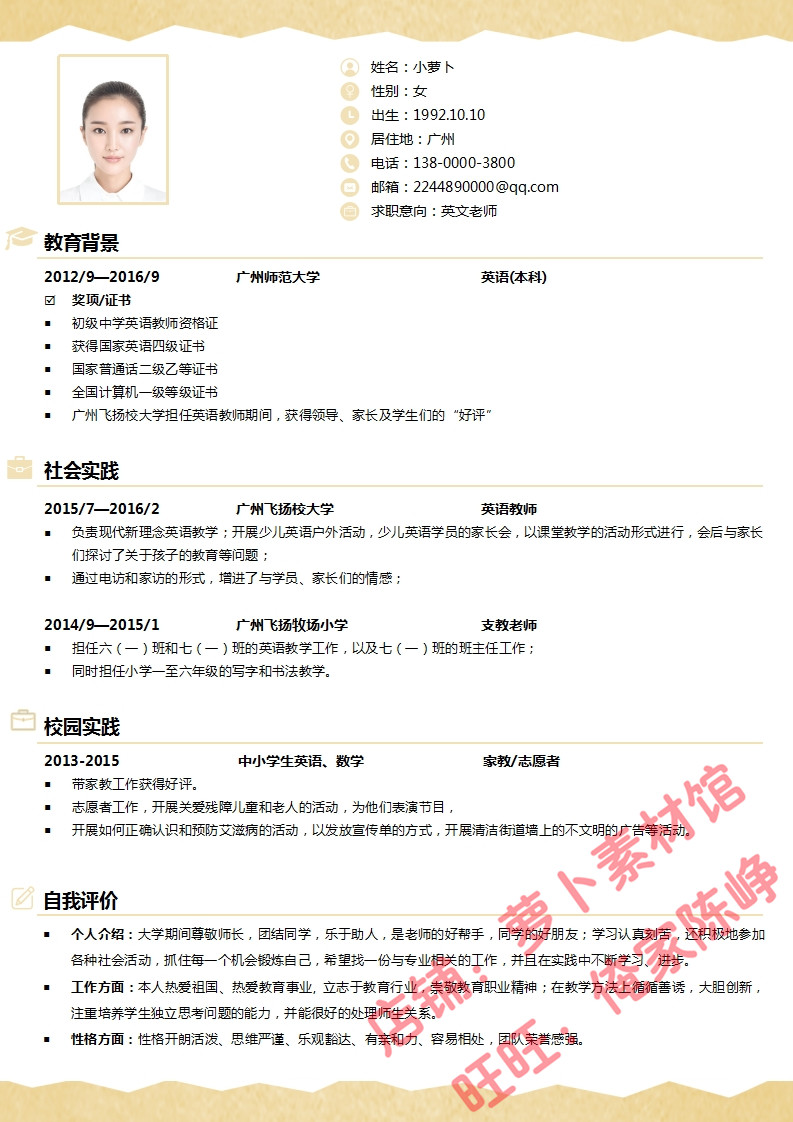 姓名：小萝卜
性别：女
出生：1992.10.10
居住地：广州
电话：138-0000-3800
邮箱：2244890000@qq.com
求职意向：英文老师
教育背景
2012/9—2016/9 广州师范大学 英语(本科)
☑ 奖项/证书
▪ 初级中学英语教师资格证
▪ 获得国家英语四级证书
▪ 国家普通话二级乙等证书
▪ 全国计算机一级等级证书
▪ 广州飞扬校大学担任英语教师期间，获得领导、家长及学生们的“好评”
社会实践
2015/7—2016/2 广州飞扬校大学 英语教师
▪ 负责现代新理念英语教学；开展少儿英语户外活动，少儿英语学员的家长会，以课堂教学的活动形式进行，会后与家长
们探讨了关于孩子的教育等问题；
▪ 通过电访和家访的形式，增进了与学员、家长们的情感；
2014/9—2015/1 广州飞扬牧场小学 支教老师
▪ 担任六（一）班和七（一）班的英语教学工作，以及七（一）班的班主任工作；
▪ 同时担任小学一至六年级的写字和书法教学。
校园实践
2013-2015 中小学生英语、数学 家教/志愿者
▪ 带家教工作获得好评。
▪ 志愿者工作，开展关爱残障儿童和老人的活动，为他们表演节目，
▪ 开展如何正确认识和预防艾滋病的活动，以发放宣传单的方式，开展清洁街道墙上的不文明的广告等活动。
自我评价
▪ 个人介绍：大学期间尊敬师长，团结同学，乐于助人，是老师的好帮手，同学的好朋友；学习认真刻苦，还积极地参加
各种社会活动，抓住每一个机会锻炼自己，希望找一份与专业相关的工作，并且在实践中不断学习、进步。
▪ 工作方面：本人热爱祖国、热爱教育事业, 立志于教育行业，崇敬教育职业精神；在教学方法上循循善诱，大胆创新，
注重培养学生独立思考问题的能力，并能很好的处理师生关系。
▪ 性格方面：性格开朗活泼、思维严谨、乐观豁达、有亲和力、容易相处，团队荣誉感强。
店铺：萝卜素材馆
旺旺：俺家陈峥